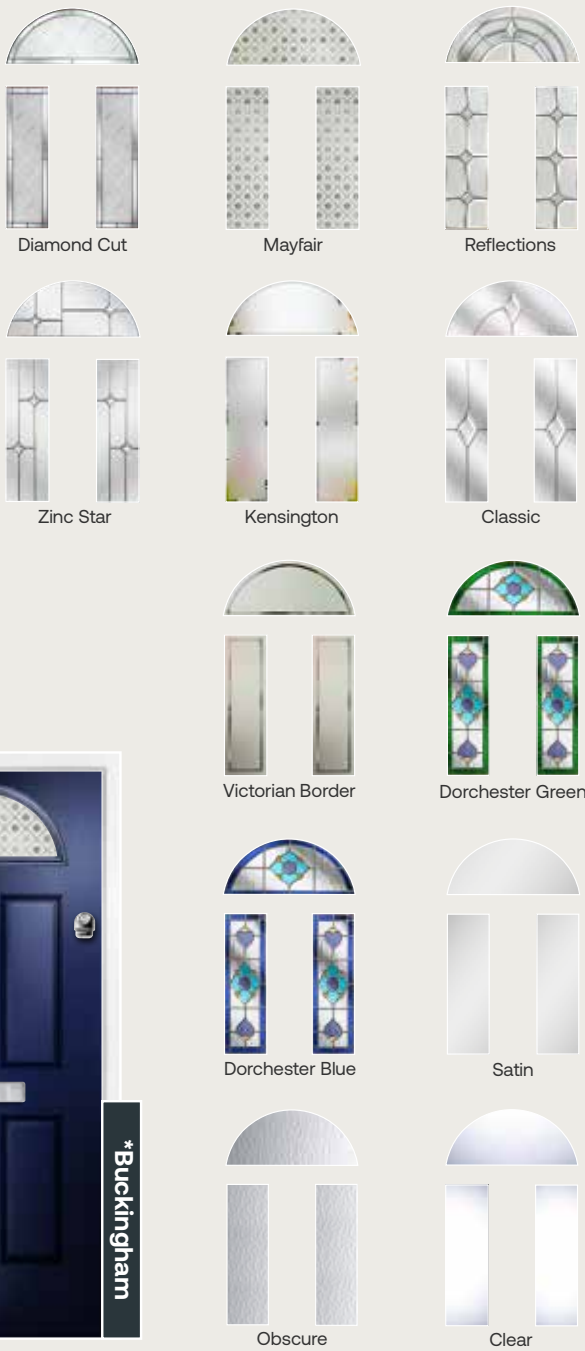 Diamond Cut
Mayfair
Reflections
Zinc Star
Kensington
Classic
Victorian Border
Dorchester Green
Dorchester Blue
Satin
*Buckingham
Obscure
Clear